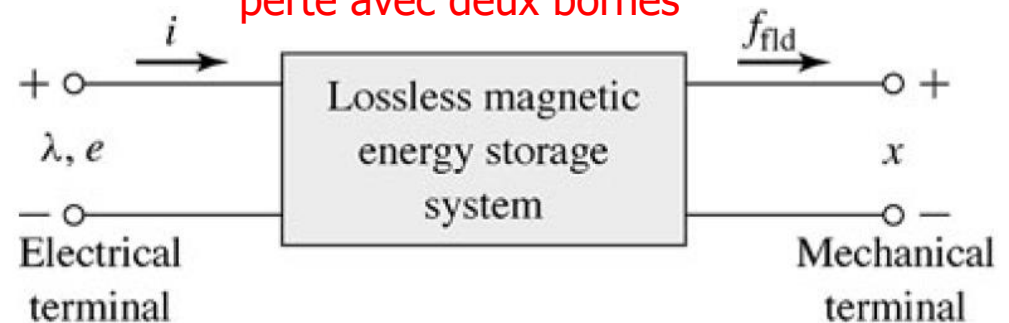 perte avec deux bornes
i
f_fld
+
+
Lossless magnetic
λ, e
energy storage
x
system
−
−
Electrical
Mechanical
terminal
terminal